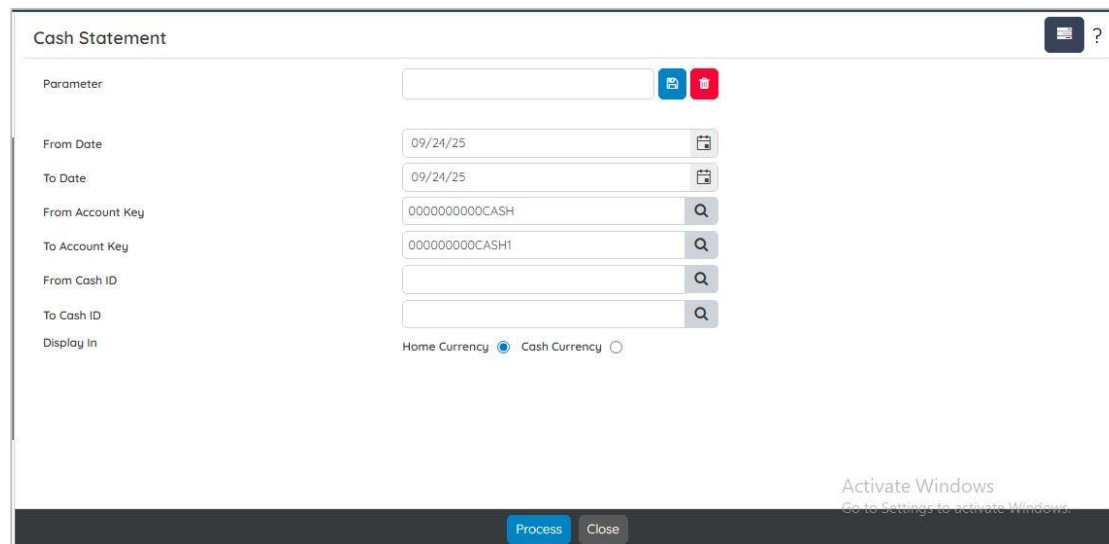 Cash Statement ?
Parameter
From Date 09/24/25
To Date 09/24/25
From Account Key 0000000000CASH
To Account Key 000000000CASH1
From Cash ID
To Cash ID
Display In Home Currency Cash Currency
Activate Windows
Go to Settings to activate Windows.
Process Close